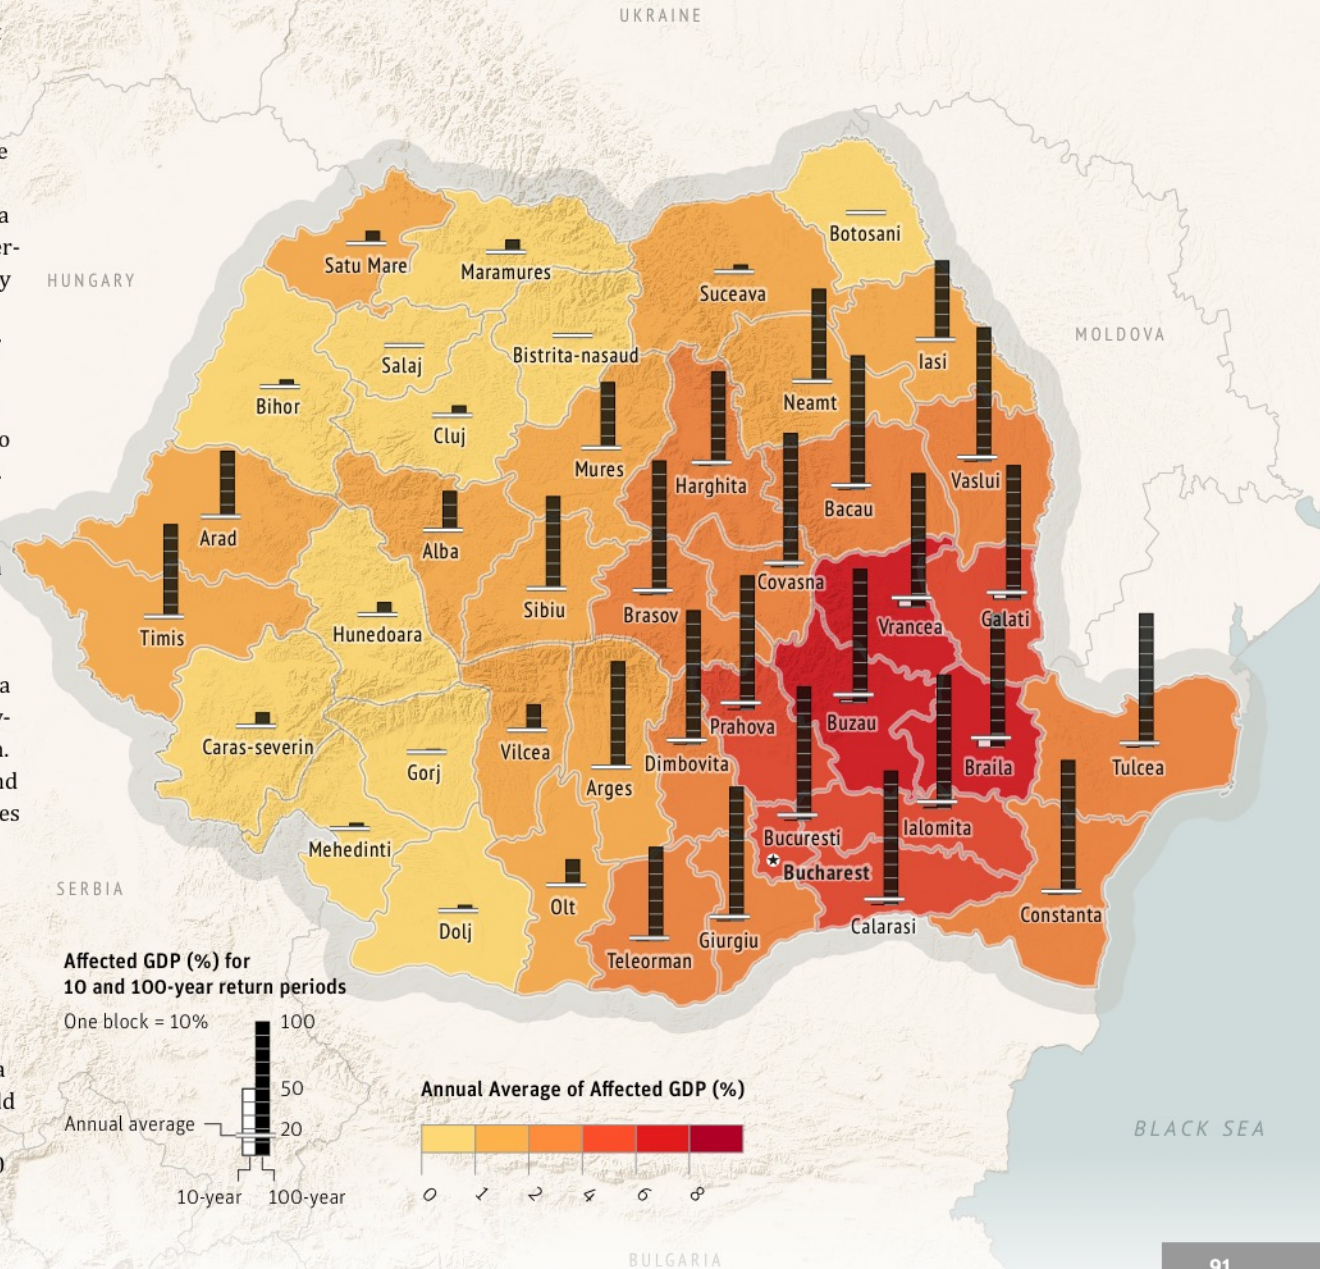 UKRAINE
HUNGARY
MOLDOVA
Botosani
Satu Mare
Maramures
Suceava
Salaj
Bistrita-nasaud
Iasi
Bihor
Neamt
Cluj
Mures
Harghita
Vaslui
Bacau
Arad
Alba
Covasna
Sibiu
Brasov
Timis
Hunedoara
Vrancea
Galati
Prahova
Buzau
Caras-severin
Vilcea
Dimbovita
Braila
Tulcea
Gorj
Arges
Ialomita
Bucuresti
Mehedinti
Bucharest
SERBIA
Olt
Constanta
Calarasi
Dolj
Giurgiu
Teleorman
Affected GDP (%) for
10 and 100-year return periods
One block = 10%
100
50
Annual average
20
10-year 100-year
Annual Average of Affected GDP (%)
0 1 2 4 6 8
BLACK SEA
BULGARIA
91